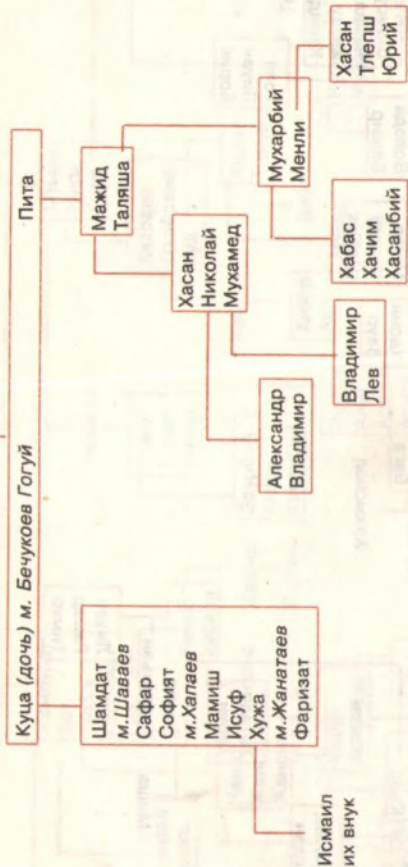 Куца (дочь) м. Бечукоев Гогуй
Пита
Шамдат
м.Шаваев
Сафар
Софият
м.Хапаев
Мамиш
Исуф
Хужа
м.Жанатаев
Фаризат
Исмаил
их внук
Мажид
Таляша
Хасан
Николай
Мухамед
Александр
Владимир
Владимир
Лев
Мухарбий
Менли
Хабас
Хачим
Хасанбий
Хасан
Тлепш
Юрий